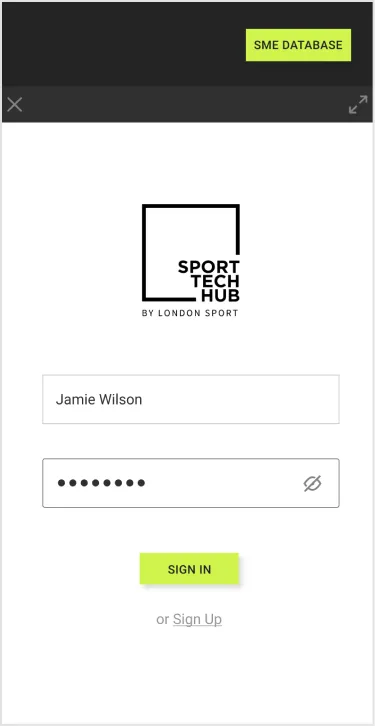 SME DATABASE
SPORT
TECH
HUB
BY LONDON SPORT
Jamie Wilson
••••••••
SIGN IN
or Sign Up